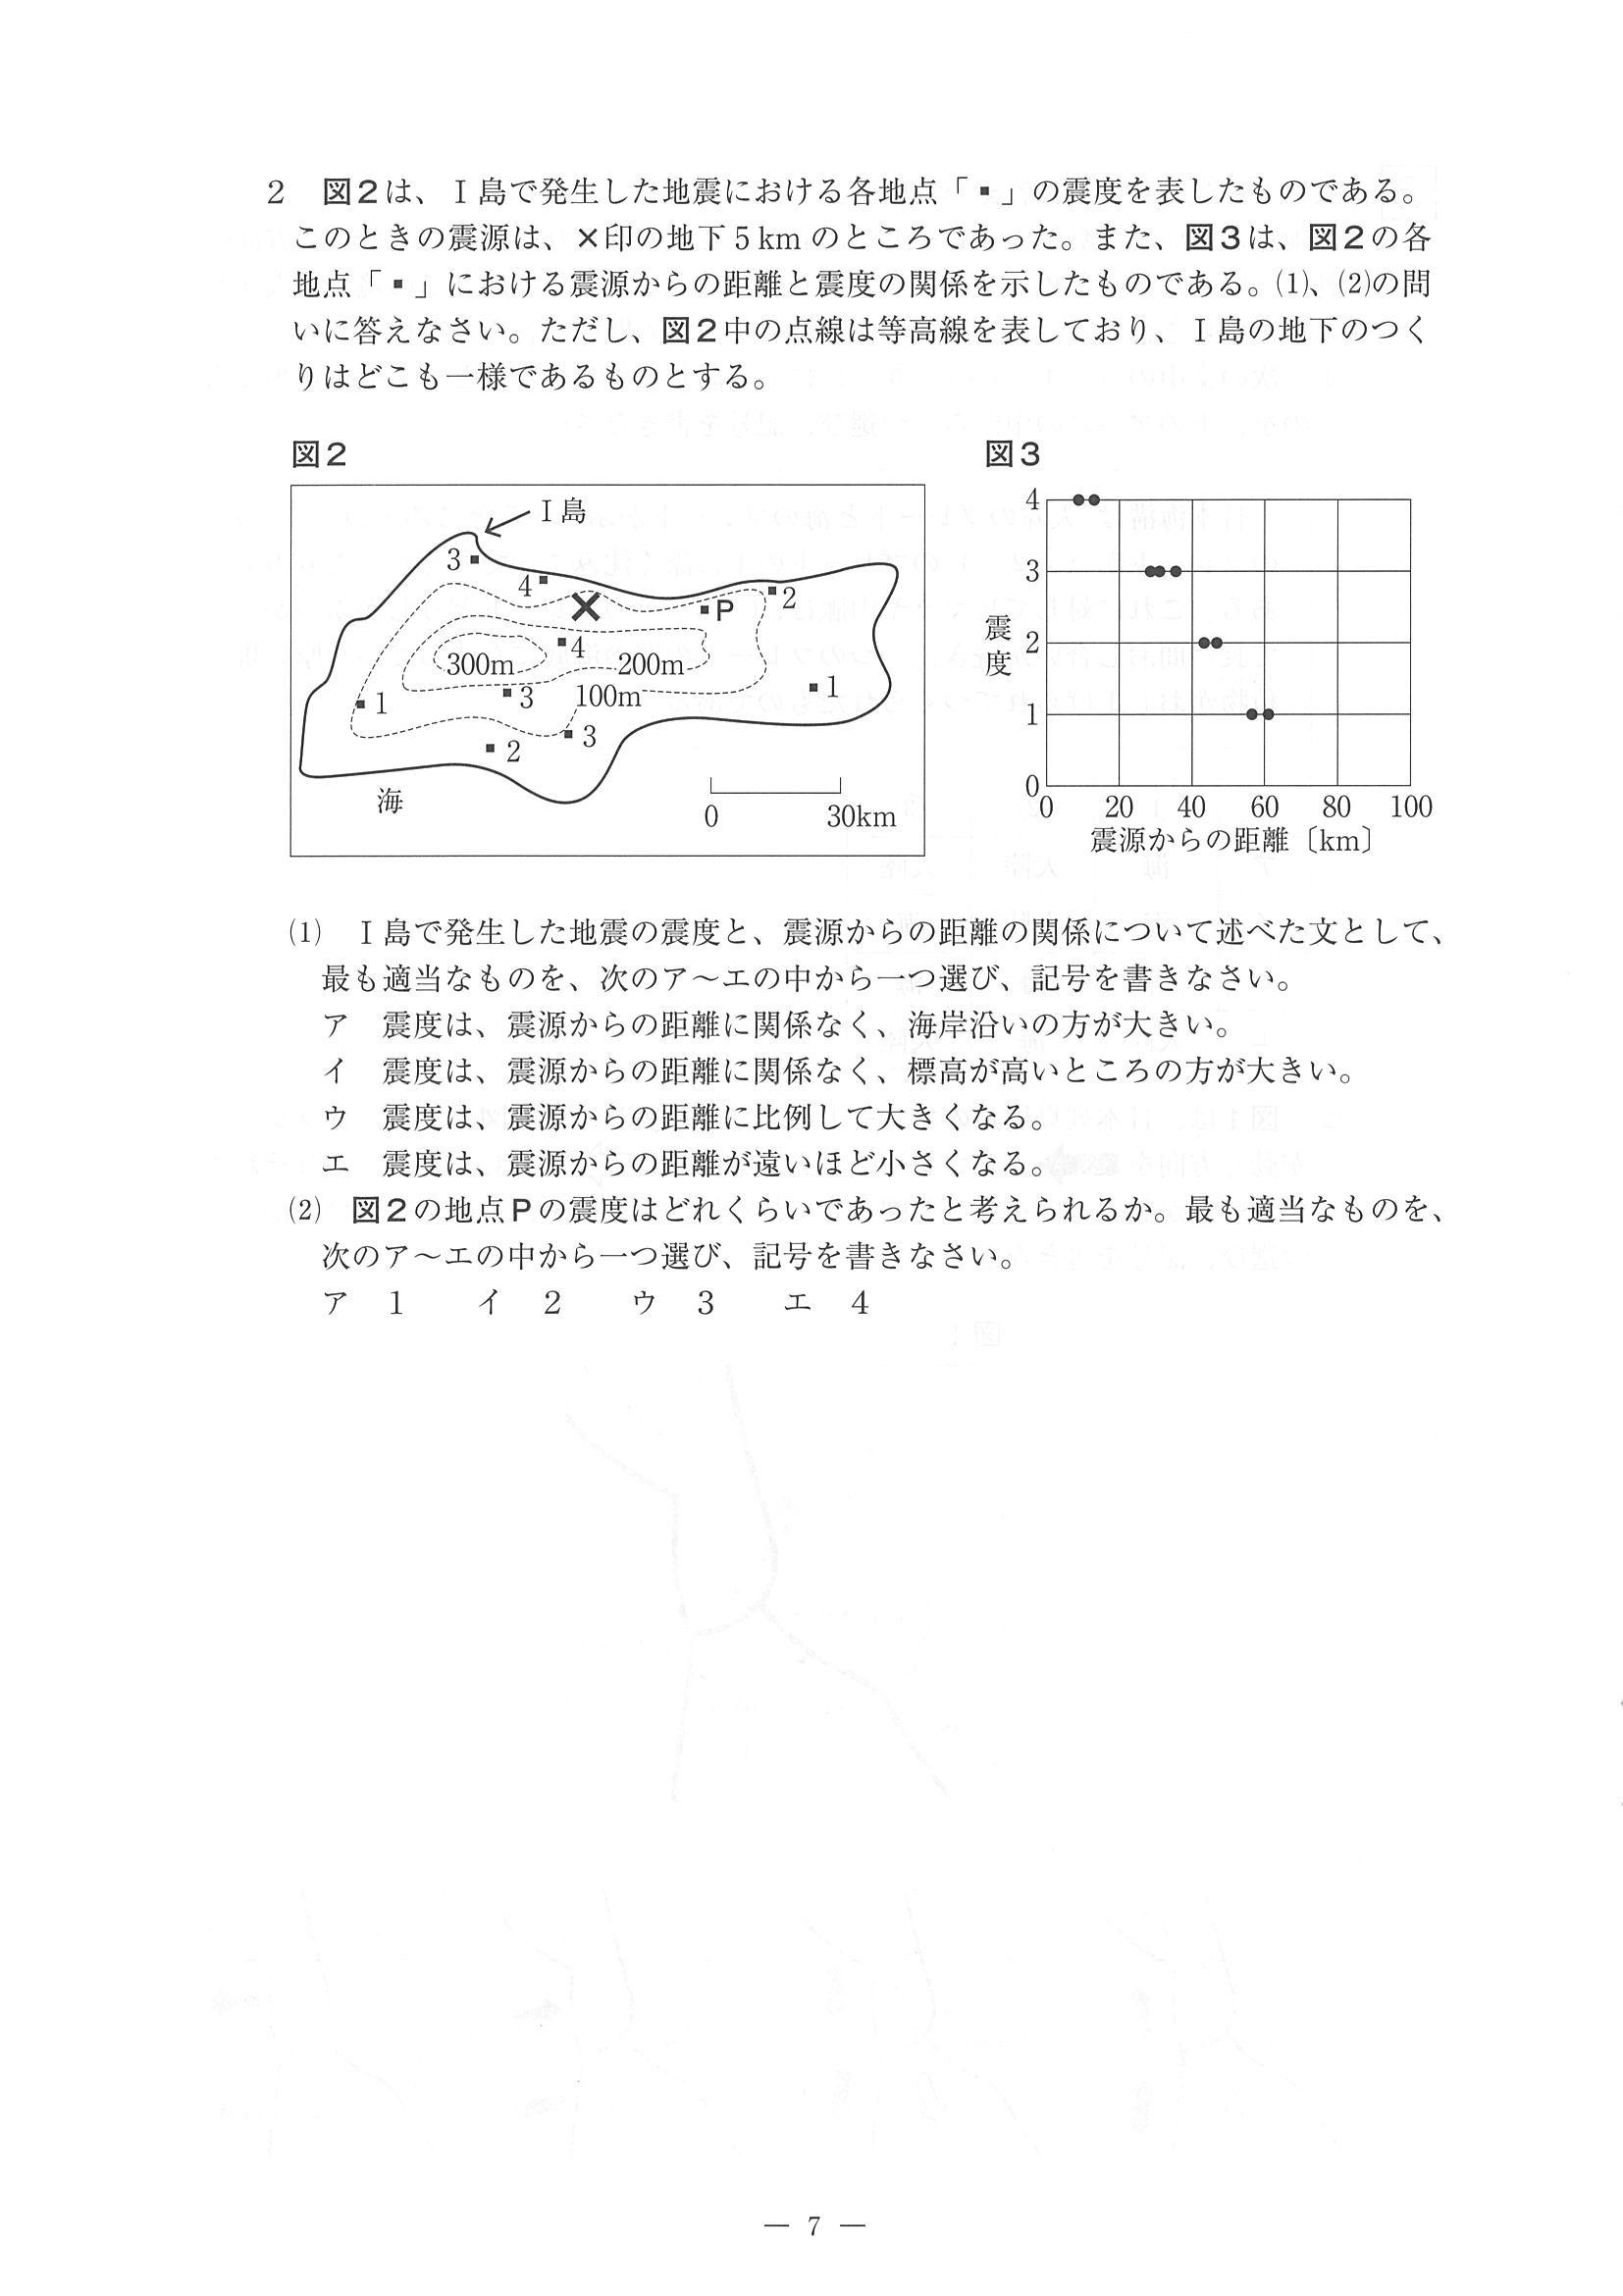 2　図2は、Ⅰ島で発生した地震における各地点「▪」の震度を表したものである。
このときの震源は、×印の地下5kmのところであった。また、図3は、図2の各
地点「▪」における震源からの距離と震度の関係を示したものである。(1)、(2)の問
いに答えなさい。ただし、図2中の点線は等高線を表しており、Ⅰ島の地下のつく
りはどこも一様であるものとする。
図2
Ⅰ島
3
4
P
2
4
300m
200m
3
100m
1
1
3
2
海
0
30km
図3
4
3
震度
2
1
0
0 20 40 60 80 100
震源からの距離〔km〕
(1)　Ⅰ島で発生した地震の震度と、震源からの距離の関係について述べた文として、
最も適当なものを、次のア～エの中から一つ選び、記号を書きなさい。
ア　震度は、震源からの距離に関係なく、海岸沿いの方が大きい。
イ　震度は、震源からの距離に関係なく、標高が高いところの方が大きい。
ウ　震度は、震源からの距離に比例して大きくなる。
エ　震度は、震源からの距離が遠いほど小さくなる。
(2)　図2の地点Pの震度はどれくらいであったと考えられるか。最も適当なものを、
次のア～エの中から一つ選び、記号を書きなさい。
ア　1　　イ　2　　ウ　3　　エ　4
― 7 ―